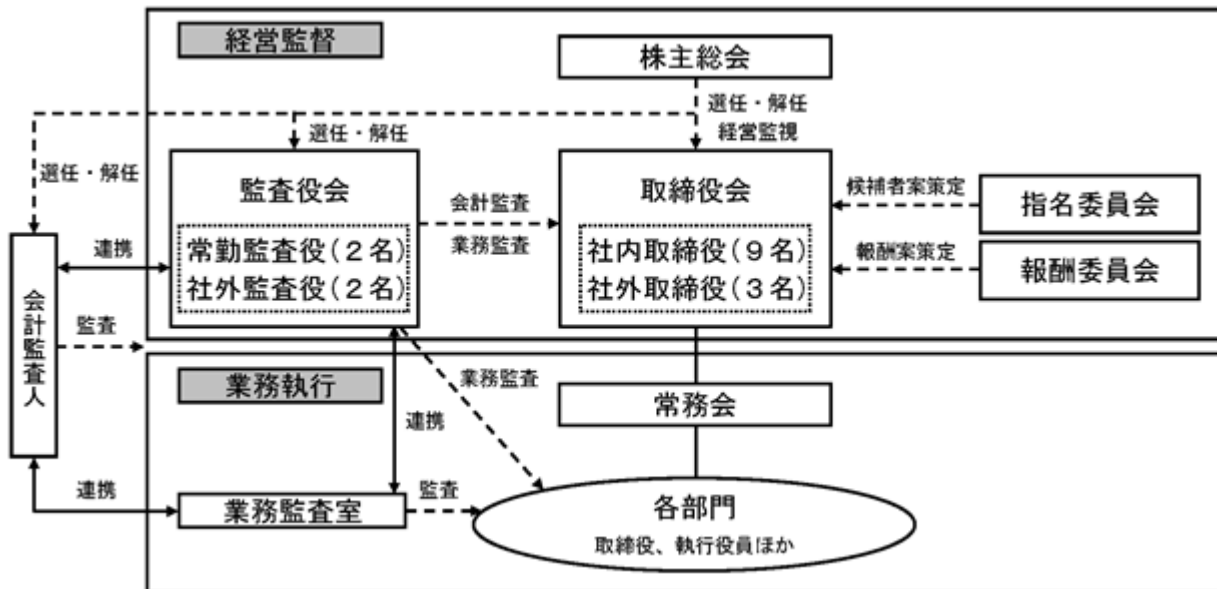 経営監督
株主総会
選任・解任
経営監視
選任・解任
選任・解任
監査役会
常勤監査役(2名)
社外監査役(2名)
会計監査
業務監査
取締役会
社内取締役(9名)
社外取締役(3名)
候補者案策定
指名委員会
報酬案策定
報酬委員会
連携
会計監査人
監査
業務執行
業務監査
常務会
連携
連携
業務監査室
監査
各部門
取締役、執行役員ほか